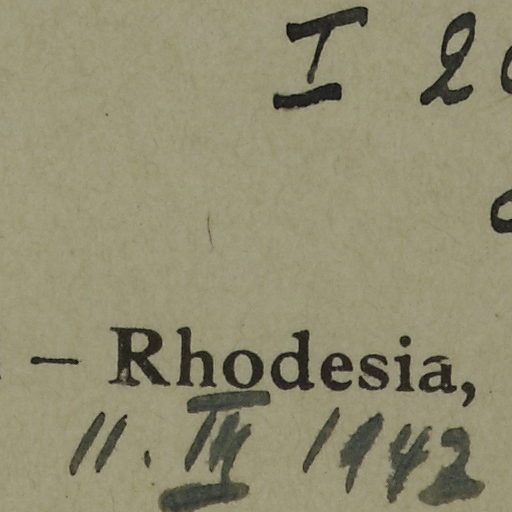 I 2
– Rhodesia,
11. III 1942